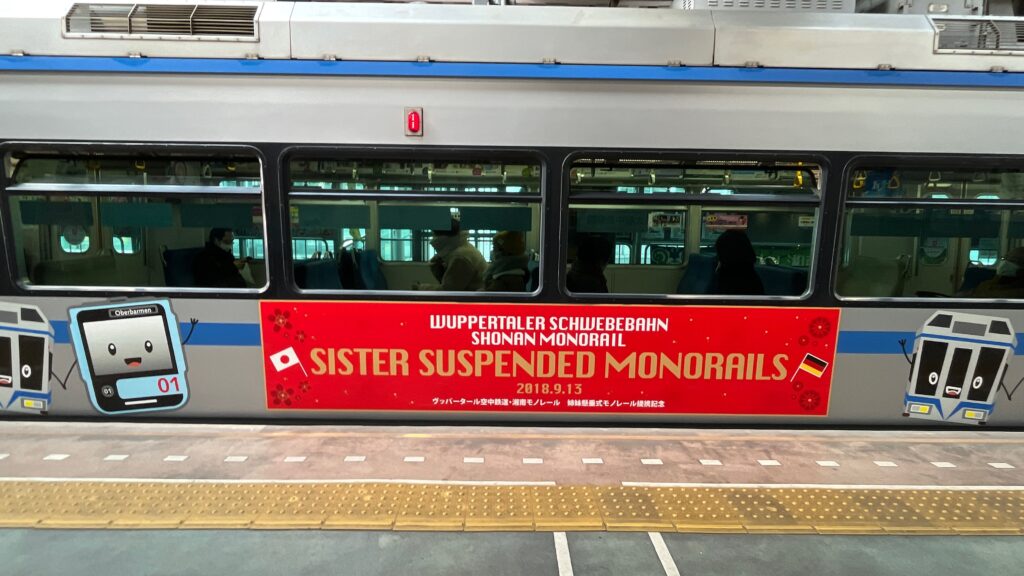 Oberbarmen
01
01
WUPPERTALER SCHWEBEBAHN
SHONAN MONORAIL
SISTER SUSPENDED MONORAILS
2018.9.13
ヴッパータール空中鉄道・湘南モノレール 姉妹懸垂式モノレール提携記念